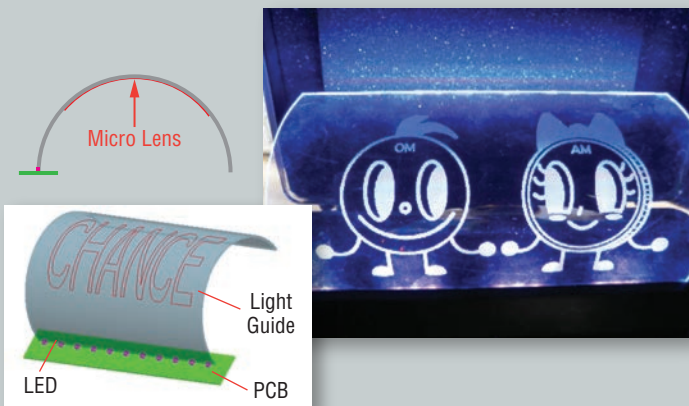 Micro Lens
OM
AM
CHANCE
Light
Guide
LED
PCB